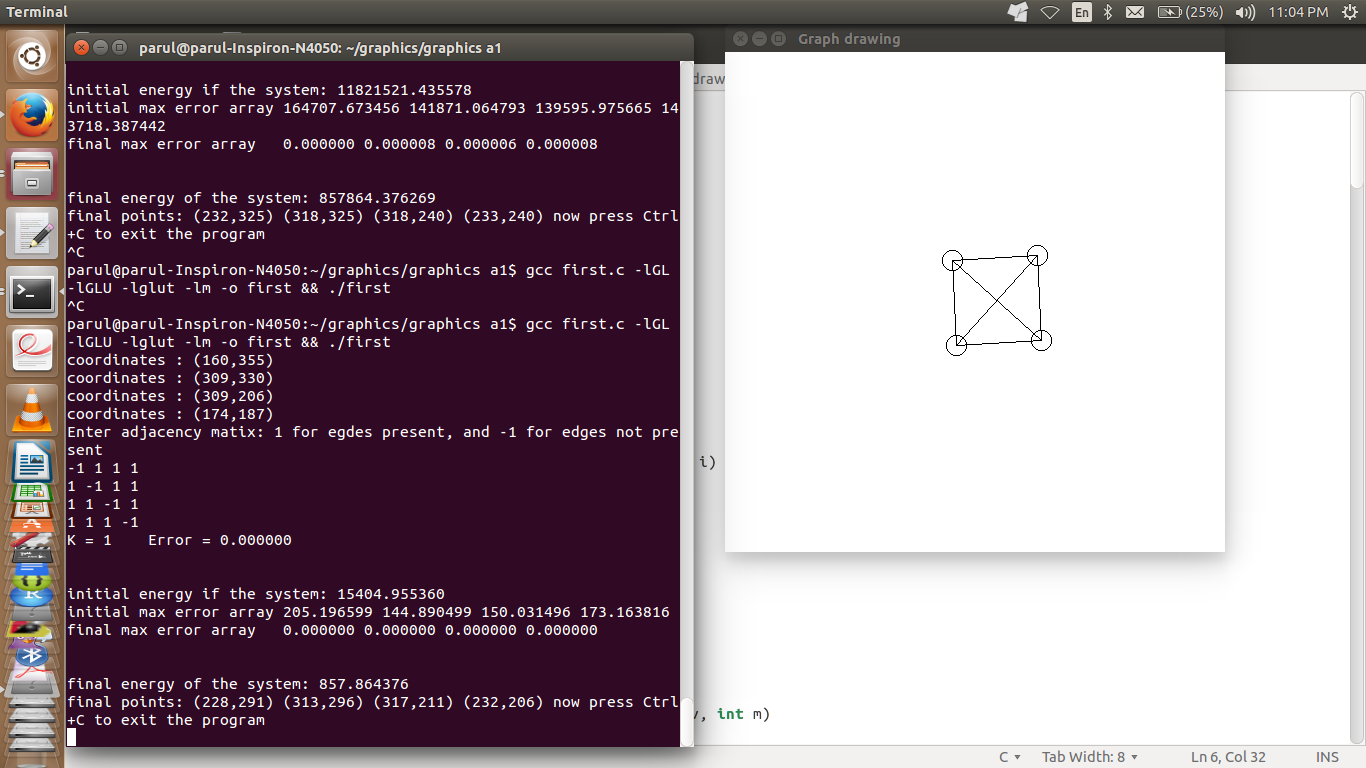 Terminal
En
(25%)
11:04 PM
parul@parul-Inspiron-N4050: ~/graphics/graphics a1
initial energy if the system: 11821521.435578
initial max error array 164707.673456 141871.064793 139595.975665 14
3718.387442
final max error array   0.000000 0.000008 0.000006 0.000008
final energy of the system: 857864.376269
final points: (232,325) (318,325) (318,240) (233,240) now press Ctrl
+C to exit the program
^C
parul@parul-Inspiron-N4050:~/graphics/graphics a1$ gcc first.c -lGL
-lGLU -lglut -lm -o first && ./first
^C
parul@parul-Inspiron-N4050:~/graphics/graphics a1$ gcc first.c -lGL
-lGLU -lglut -lm -o first && ./first
coordinates : (160,355)
coordinates : (309,330)
coordinates : (309,206)
coordinates : (174,187)
Enter adjacency matix: 1 for egdes present, and -1 for edges not pre
sent
-1 1 1 1
1 -1 1 1
1 1 -1 1
1 1 1 -1
K = 1    Error = 0.000000
initial energy if the system: 15404.955360
initial max error array 205.196599 144.890499 150.031496 173.163816
final max error array   0.000000 0.000000 0.000000 0.000000
final energy of the system: 857.864376
final points: (228,291) (313,296) (317,211) (232,206) now press Ctrl
+C to exit the program
Graph drawing
draw
i)
, int m)
C
Tab Width: 8
Ln 6, Col 32
INS